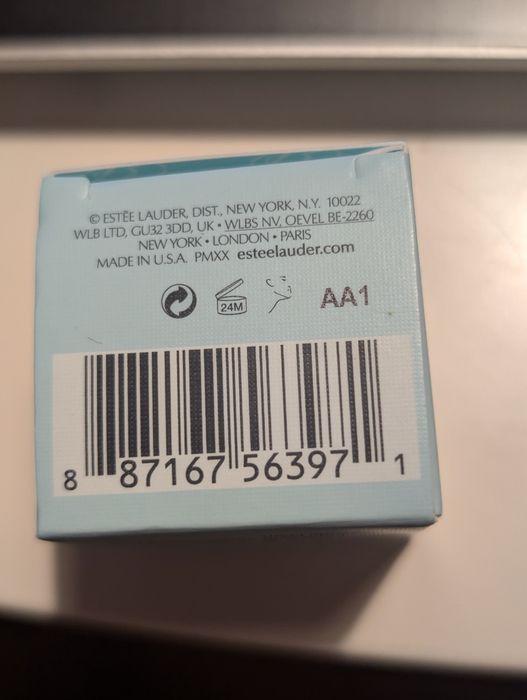 © ESTĒE LAUDER, DIST., NEW YORK, N.Y. 10022
WLB LTD, GU32 3DD, UK • WLBS NV, OEVEL BE-2260
NEW YORK • LONDON • PARIS
MADE IN U.S.A. PMXX esteelauder.com
24M
AA1
8 87167 56397 1